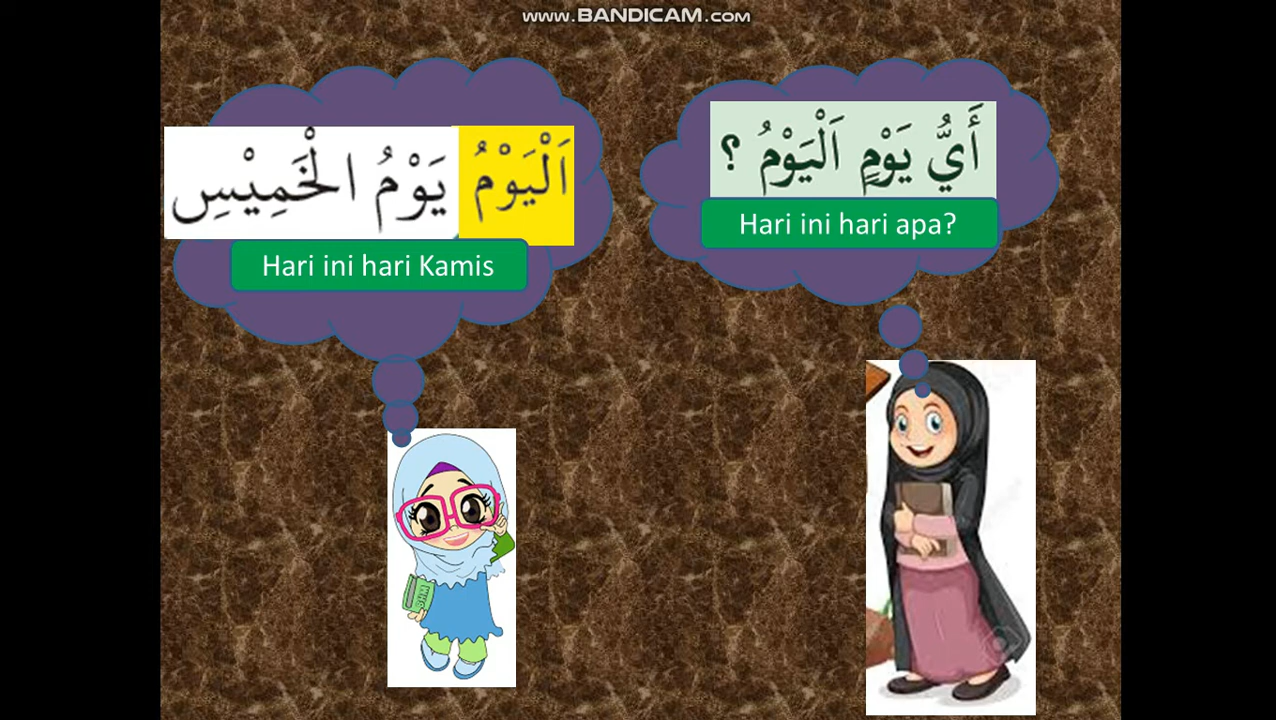 www.BANDICAM.com
أَيُّ يَوْمٍ اَلْيَوْمُ ؟
Hari ini hari apa?
اَلْيَوْمُ يَوْمُ الْخَمِيْسِ
Hari ini hari Kamis